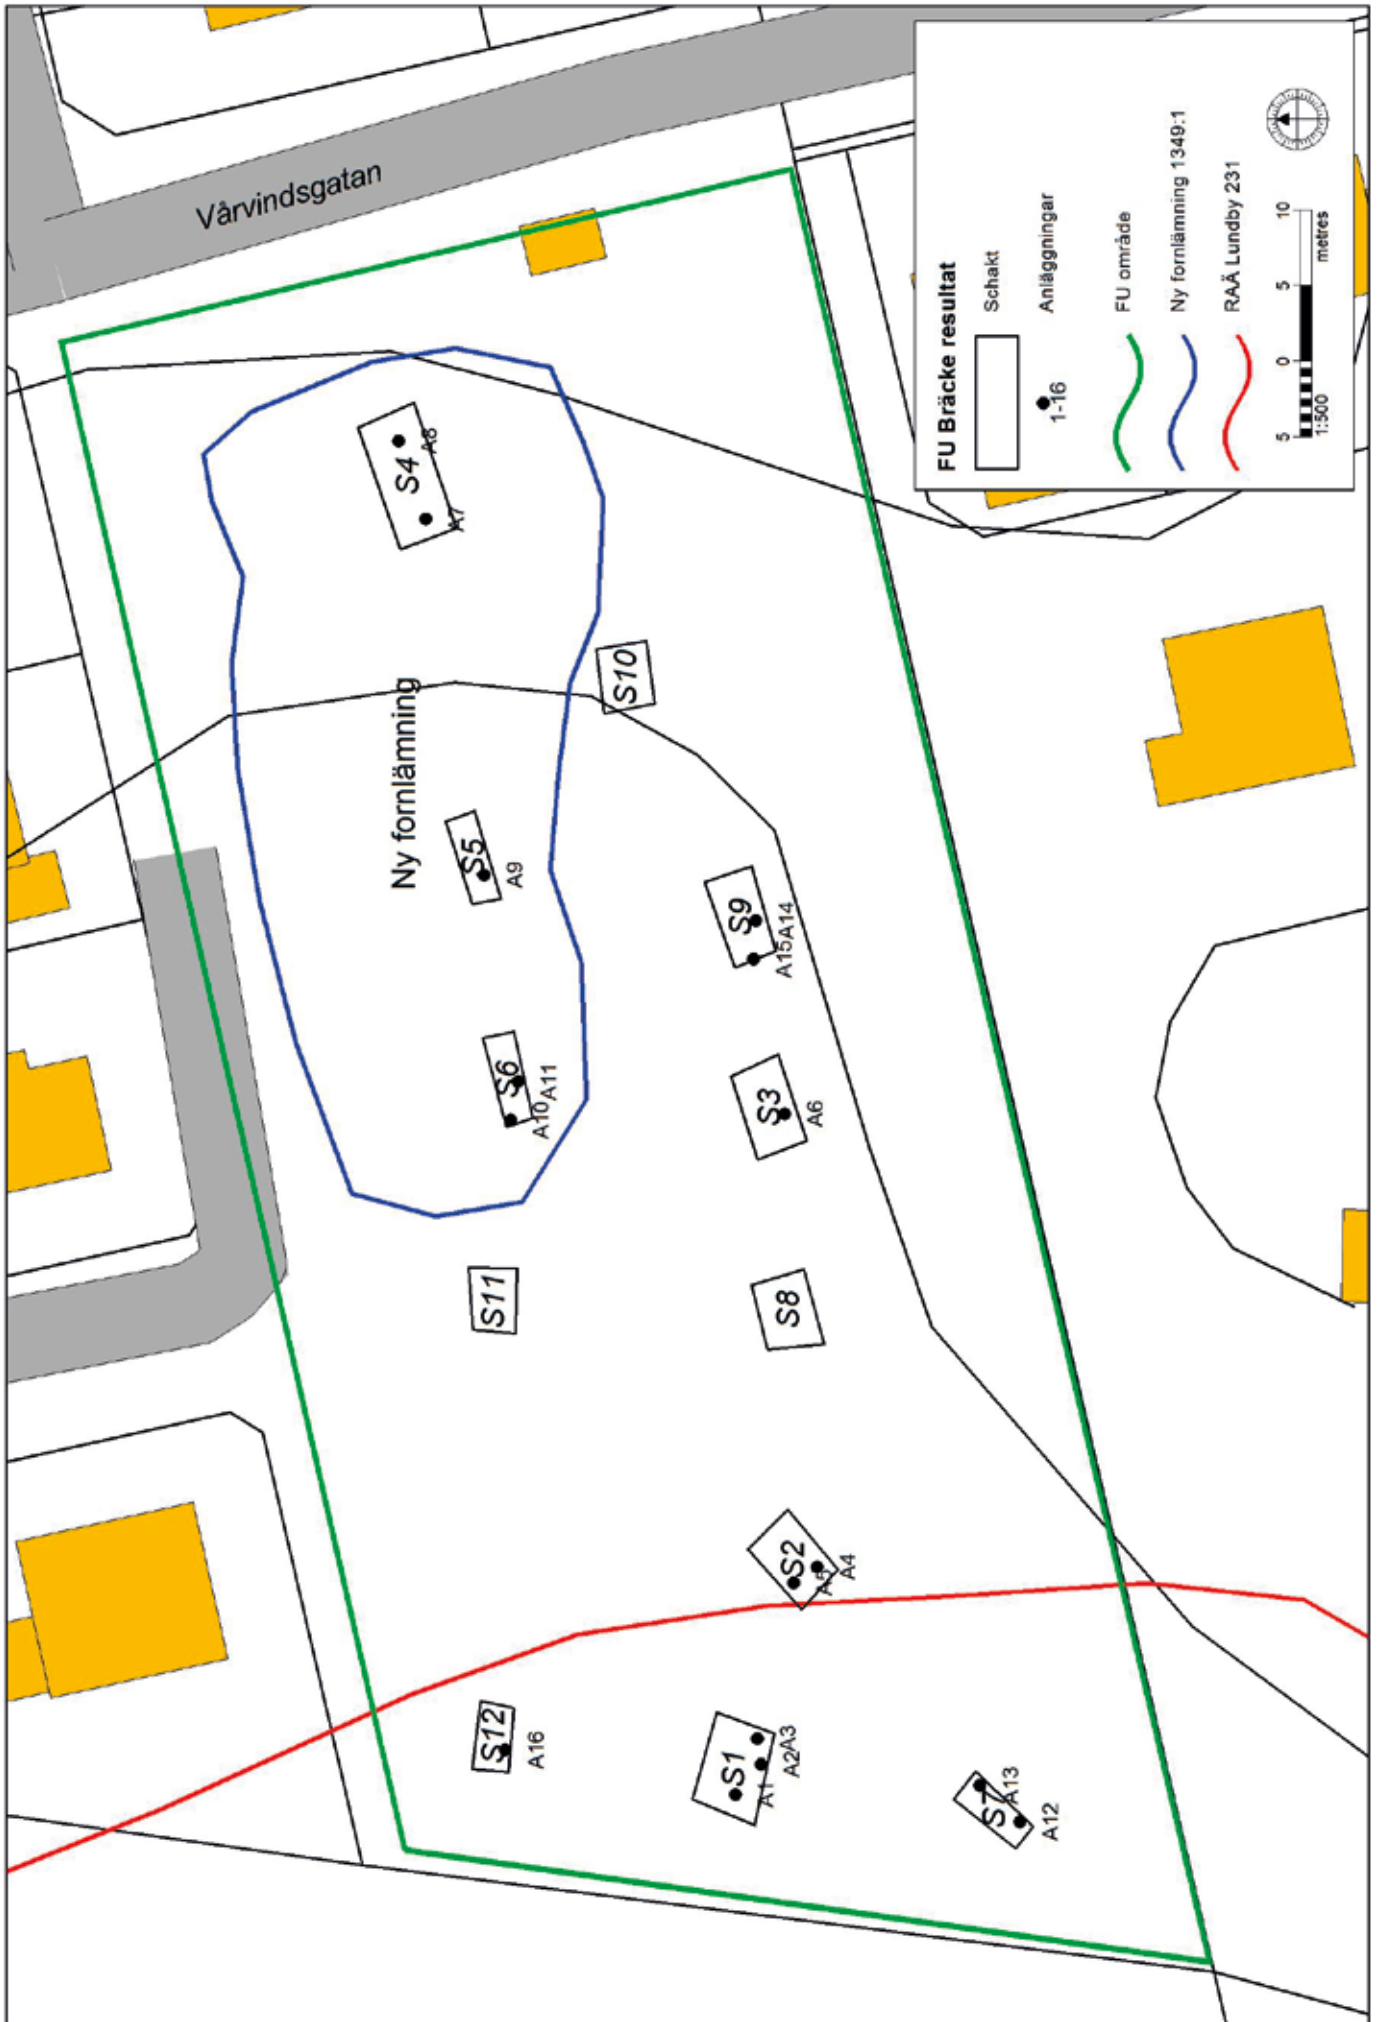 Vårvindsgatan
FU Bräcke resultat
Schakt
1-16
Anläggningar
FU område
Ny fornlämning 1349:1
RAÄ Lundby 231
5 0 5 10
1:500
metres
Ny fornlämning
S4
A7
A8
S10
S5
A9
S9
A15
A14
S6
A10
A11
S3
A6
S11
S8
S2
A5
A4
S12
A16
S1
A1
A2
A3
S7
A13
A12